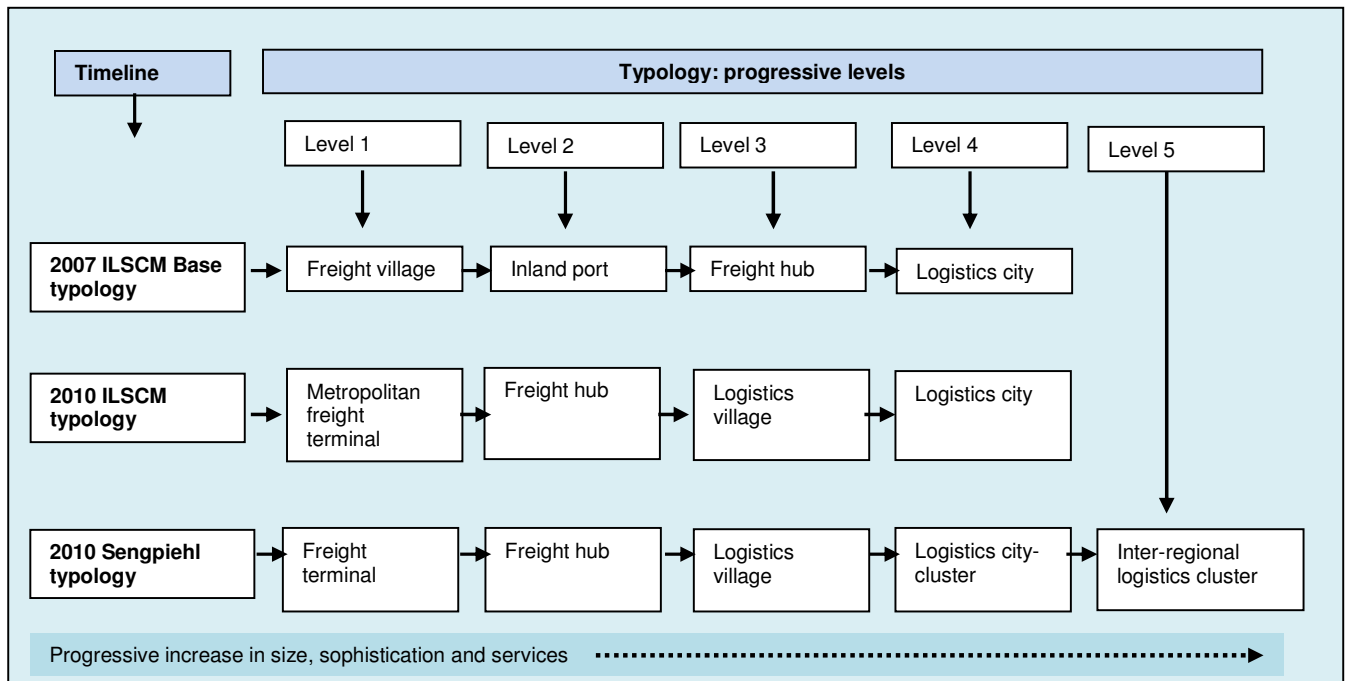 Timeline
Typology: progressive levels
Level 1
Level 2
Level 3
Level 4
Level 5
2007 ILSCM Base
typology
Freight village
Inland port
Freight hub
Logistics city
2010 ILSCM
typology
Metropolitan
freight
terminal
Freight hub
Logistics
village
Logistics city
2010 Sengpiehl
typology
Freight
terminal
Freight hub
Logistics
village
Logistics city-
cluster
Inter-regional
logistics cluster
Progressive increase in size, sophistication and services